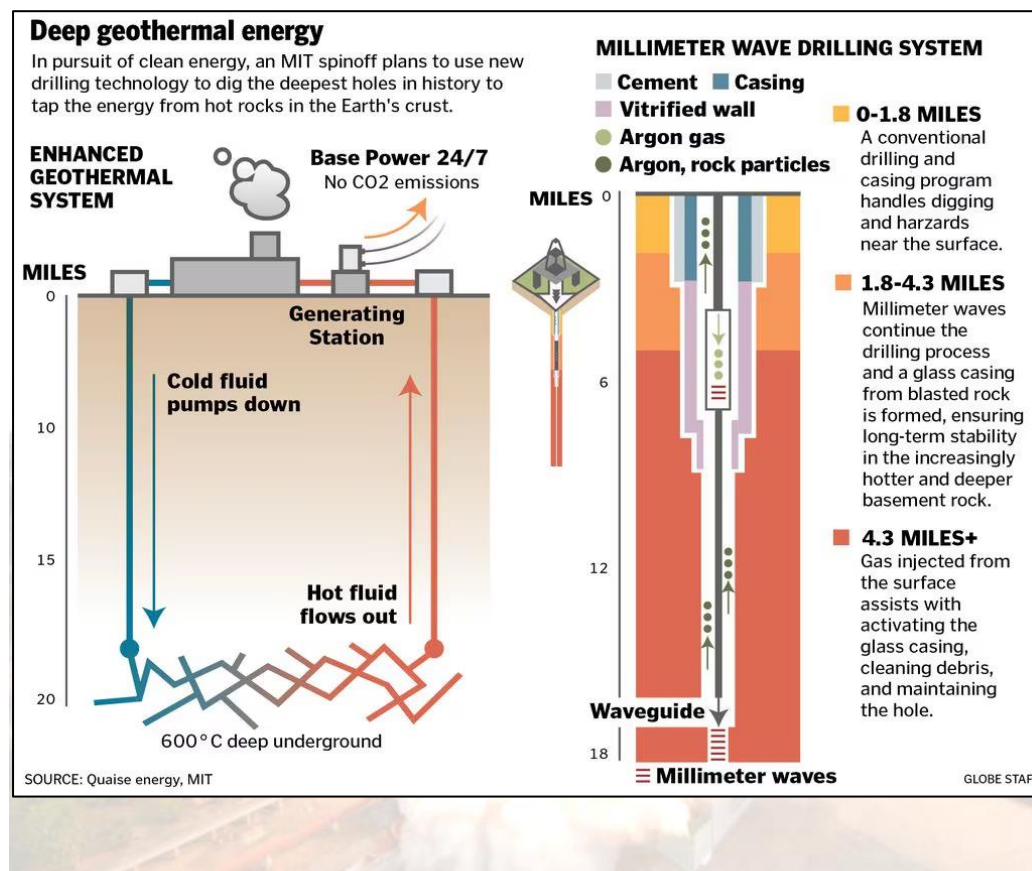 Deep geothermal energy
In pursuit of clean energy, an MIT spinoff plans to use new
drilling technology to dig the deepest holes in history to
tap the energy from hot rocks in the Earth's crust.
ENHANCED
GEOTHERMAL
SYSTEM
Base Power 24/7
No CO2 emissions
MILES
0
Generating
Station
Cold fluid
pumps down
10
15
Hot fluid
flows out
20
600°C deep underground
SOURCE: Quaise energy, MIT
MILLIMETER WAVE DRILLING SYSTEM
Cement
Casing
Vitrified wall
Argon gas
Argon, rock particles
MILES
0
6
12
18
Waveguide
Millimeter waves
0-1.8 MILES
A conventional
drilling and
casing program
handles digging
and harzards
near the surface.
1.8-4.3 MILES
Millimeter waves
continue the
drilling process
and a glass casing
from blasted rock
is formed, ensuring
long-term stability
in the increasingly
hotter and deeper
basement rock.
4.3 MILES+
Gas injected from
the surface
assists with
activating the
glass casing,
cleaning debris,
and maintaining
the hole.
GLOBE STAF